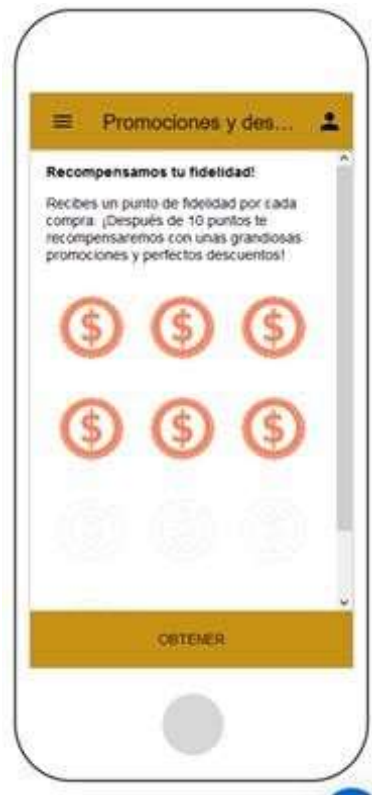 Promociones y des...
Recompensamos tu fidelidad!
Recibes un punto de fidelidad por cada
compra. ¡Después de 10 puntos te
recompensaremos con unas grandiosas
promociones y perfectos descuentos!
$ $ $
$ $ $
OBTENER